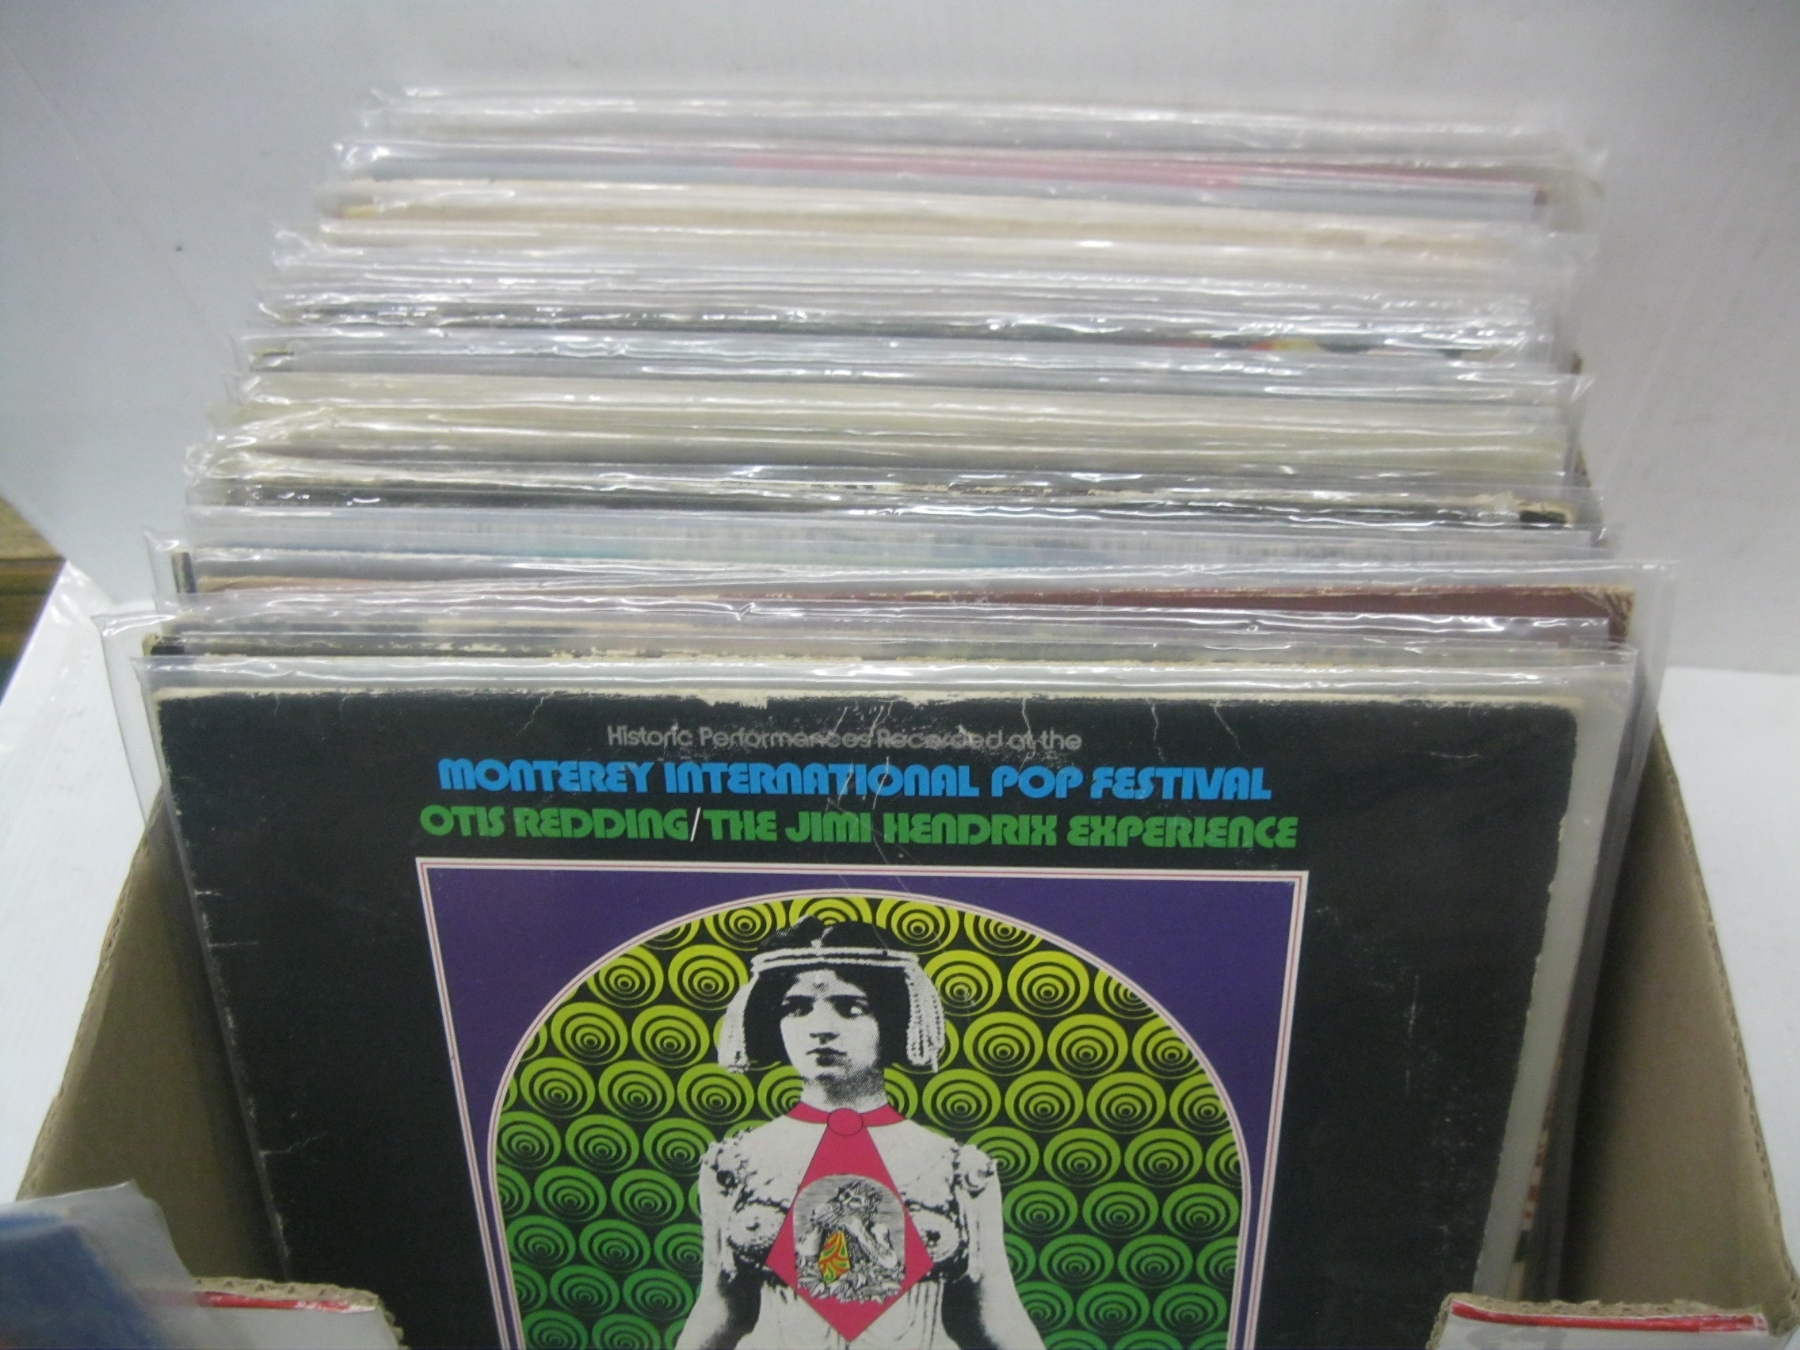 Historic Performances Recorded at the
MONTEREY INTERNATIONAL POP FESTIVAL
OTIS REDDING/THE JIMI HENDRIX EXPERIENCE